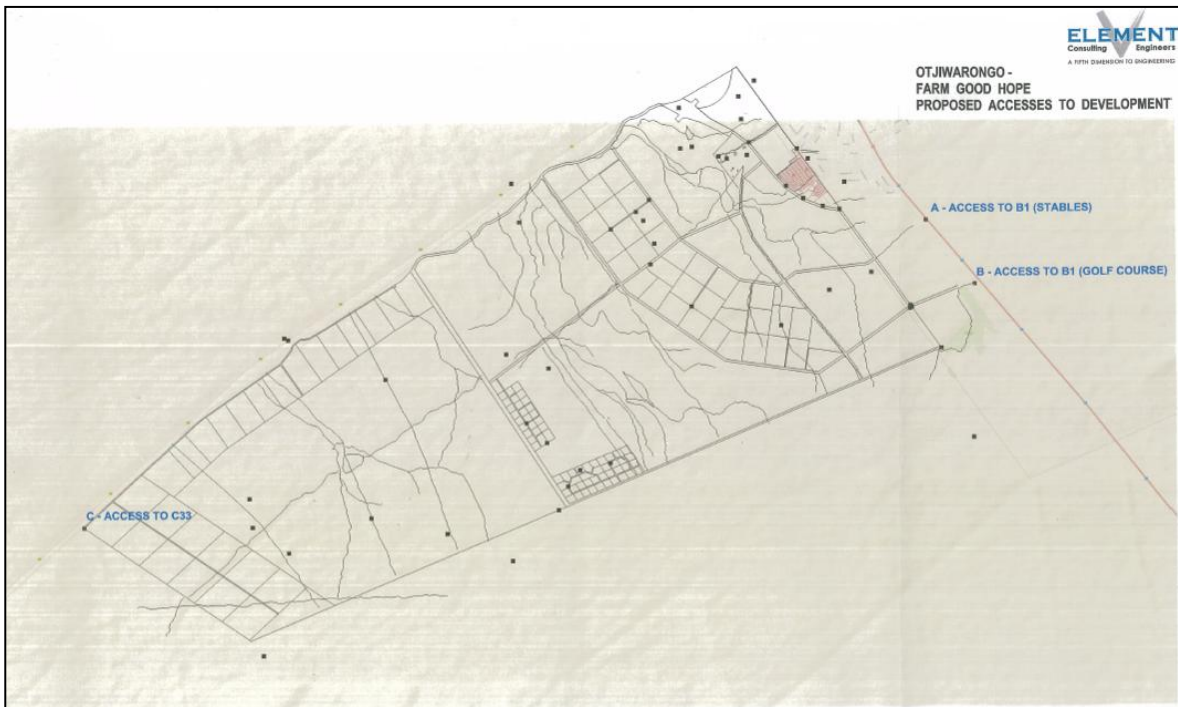 ELEMENT
Consulting Engineers
A FIFTH DIMENSION TO ENGINEERING
OTJIWARONGO -
FARM GOOD HOPE
PROPOSED ACCESSES TO DEVELOPMENT
A - ACCESS TO B1 (STABLES)
B - ACCESS TO B1 (GOLF COURSE)
C - ACCESS TO C33